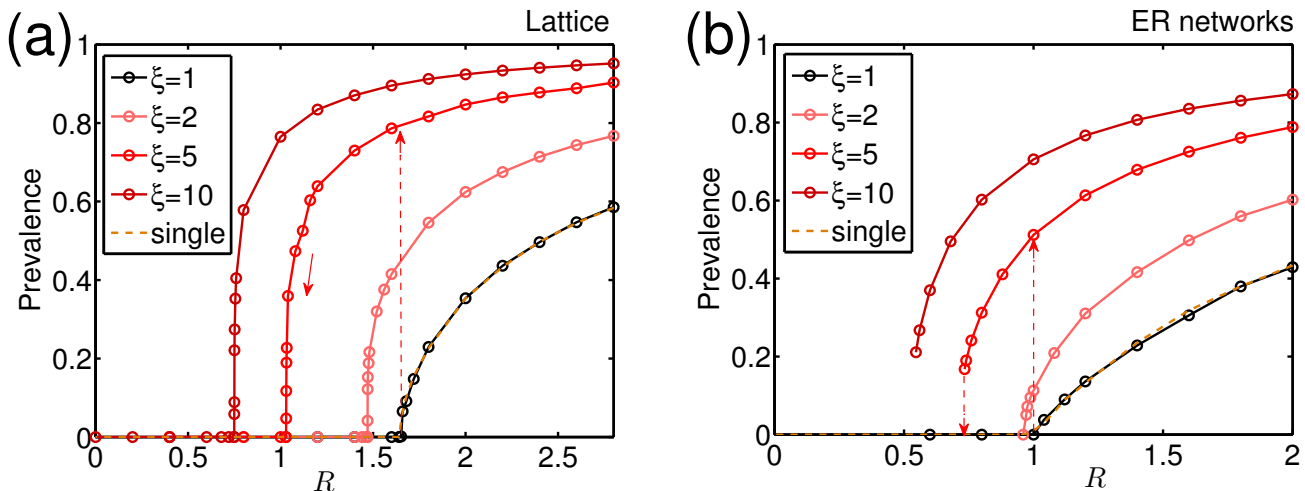 (a)
Lattice
Prevalence
1
0.8
0.6
0.4
0.2
0
ξ=1
ξ=2
ξ=5
ξ=10
single
0 0.5 1 1.5 2 2.5
R
(b)
ER networks
Prevalence
1
0.8
0.6
0.4
0.2
0
ξ=1
ξ=2
ξ=5
ξ=10
single
0.5 1 1.5 2
R